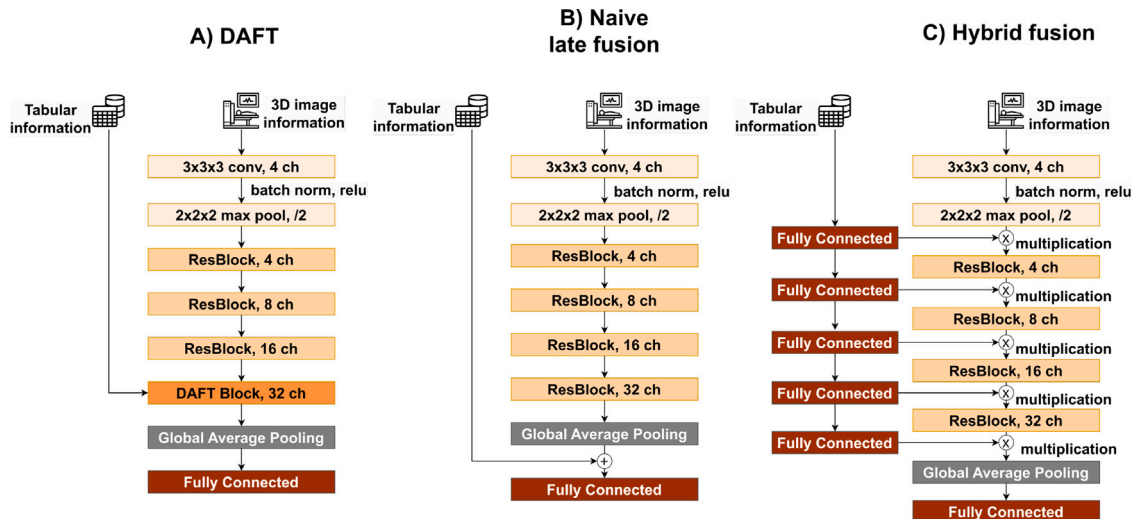 A) DAFT
Tabular
information
3D image
information
3x3x3 conv, 4 ch
batch norm, relu
2x2x2 max pool, /2
ResBlock, 4 ch
ResBlock, 8 ch
ResBlock, 16 ch
DAFT Block, 32 ch
Global Average Pooling
Fully Connected
B) Naive
late fusion
Tabular
information
3D image
information
3x3x3 conv, 4 ch
batch norm, relu
2x2x2 max pool, /2
ResBlock, 4 ch
ResBlock, 8 ch
ResBlock, 16 ch
ResBlock, 32 ch
Global Average Pooling
+
Fully Connected
C) Hybrid fusion
Tabular
information
3D image
information
3x3x3 conv, 4 ch
batch norm, relu
2x2x2 max pool, /2
Fully Connected
X
multiplication
ResBlock, 4 ch
Fully Connected
X
multiplication
ResBlock, 8 ch
Fully Connected
X
multiplication
ResBlock, 16 ch
Fully Connected
X
multiplication
ResBlock, 32 ch
Fully Connected
X
multiplication
Global Average Pooling
Fully Connected